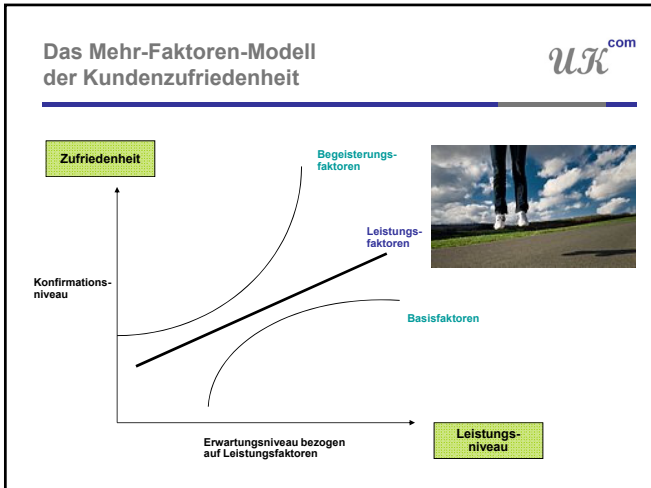 Das Mehr-Faktoren-Modell
der Kundenzufriedenheit
UK com
Zufriedenheit
Begeisterungs-
faktoren
Leistungs-
faktoren
Konfirmations-
niveau
Basisfaktoren
Erwartungsniveau bezogen
auf Leistungsfaktoren
Leistungs-
niveau